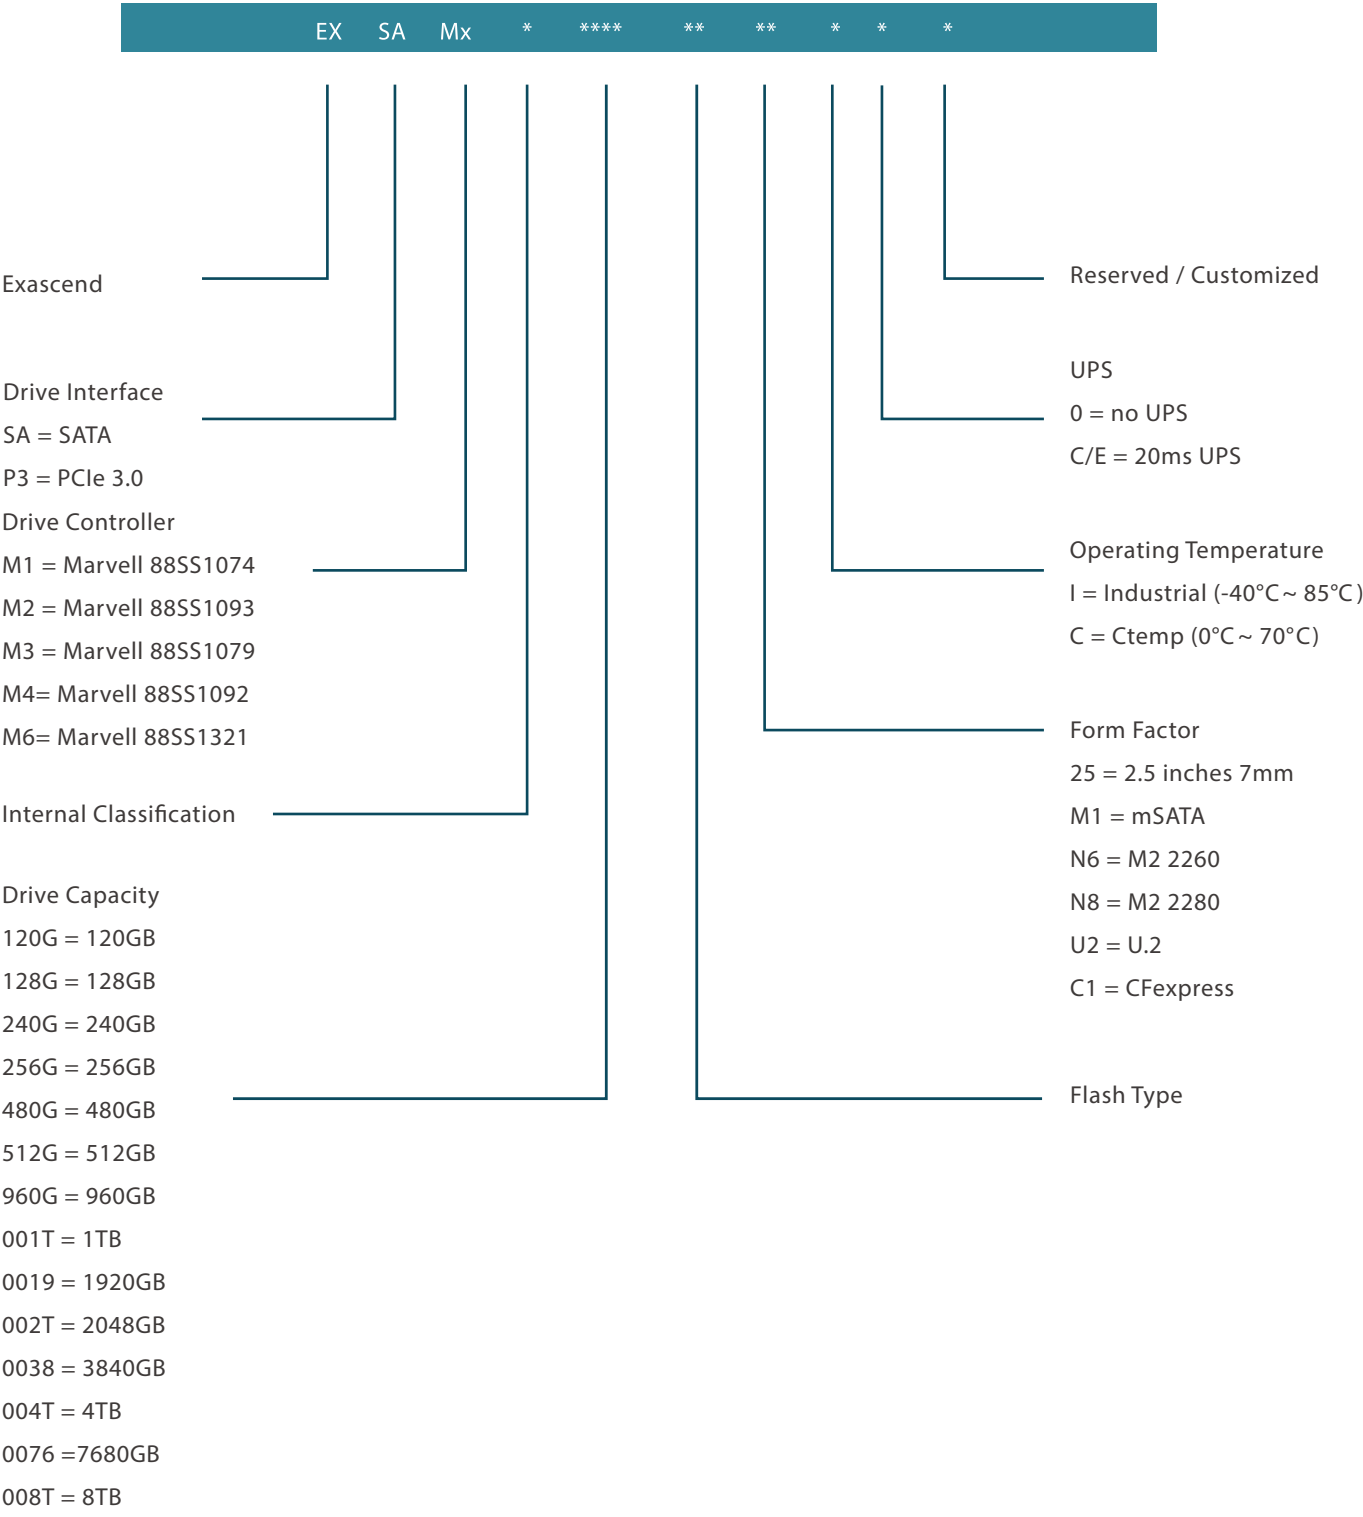 EX SA Mx * **** ** ** * * *
Exascend
Drive Interface
SA = SATA
P3 = PCIe 3.0
Drive Controller
M1 = Marvell 88SS1074
M2 = Marvell 88SS1093
M3 = Marvell 88SS1079
M4= Marvell 88SS1092
M6= Marvell 88SS1321
Internal Classification
Drive Capacity
120G = 120GB
128G = 128GB
240G = 240GB
256G = 256GB
480G = 480GB
512G = 512GB
960G = 960GB
001T = 1TB
0019 = 1920GB
002T = 2048GB
0038 = 3840GB
004T = 4TB
0076 =7680GB
008T = 8TB
Reserved / Customized
UPS
0 = no UPS
C/E = 20ms UPS
Operating Temperature
I = Industrial (-40°C ~ 85°C )
C = Ctemp (0°C ~ 70°C)
Form Factor
25 = 2.5 inches 7mm
M1 = mSATA
N6 = M2 2260
N8 = M2 2280
U2 = U.2
C1 = CFexpress
Flash Type